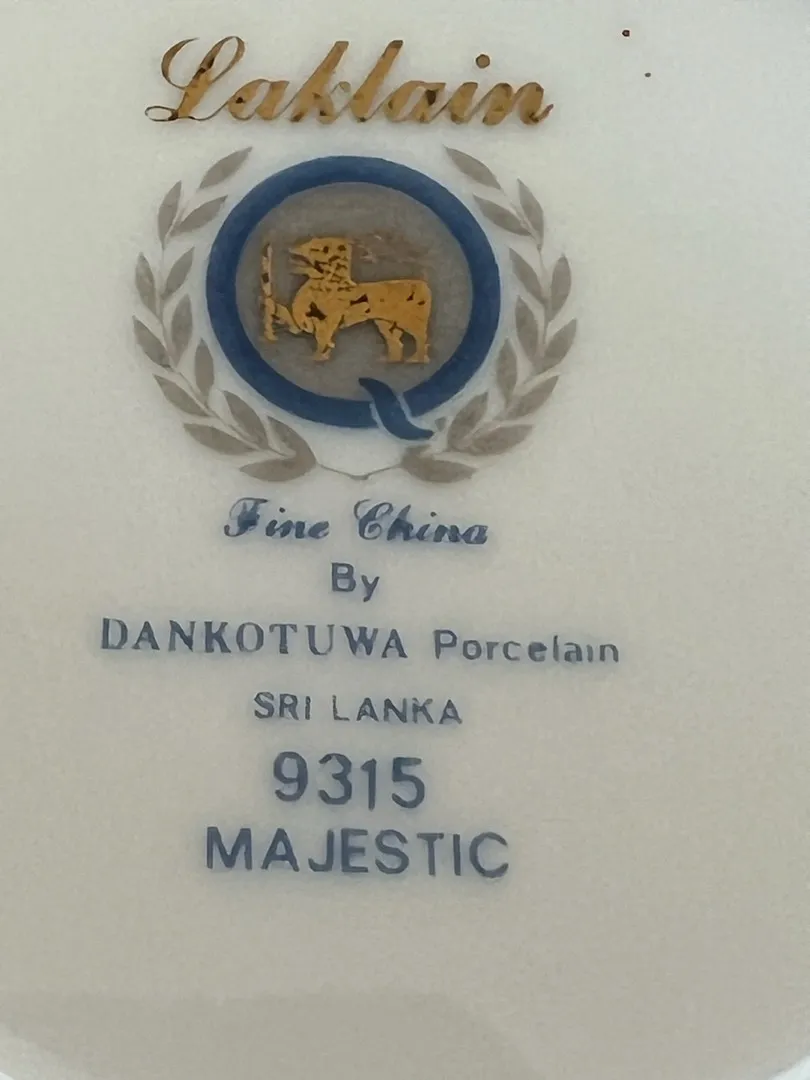 Laklain
Fine China
By
DANKOTUWA Porcelain
SRI LANKA
9315
MAJESTIC